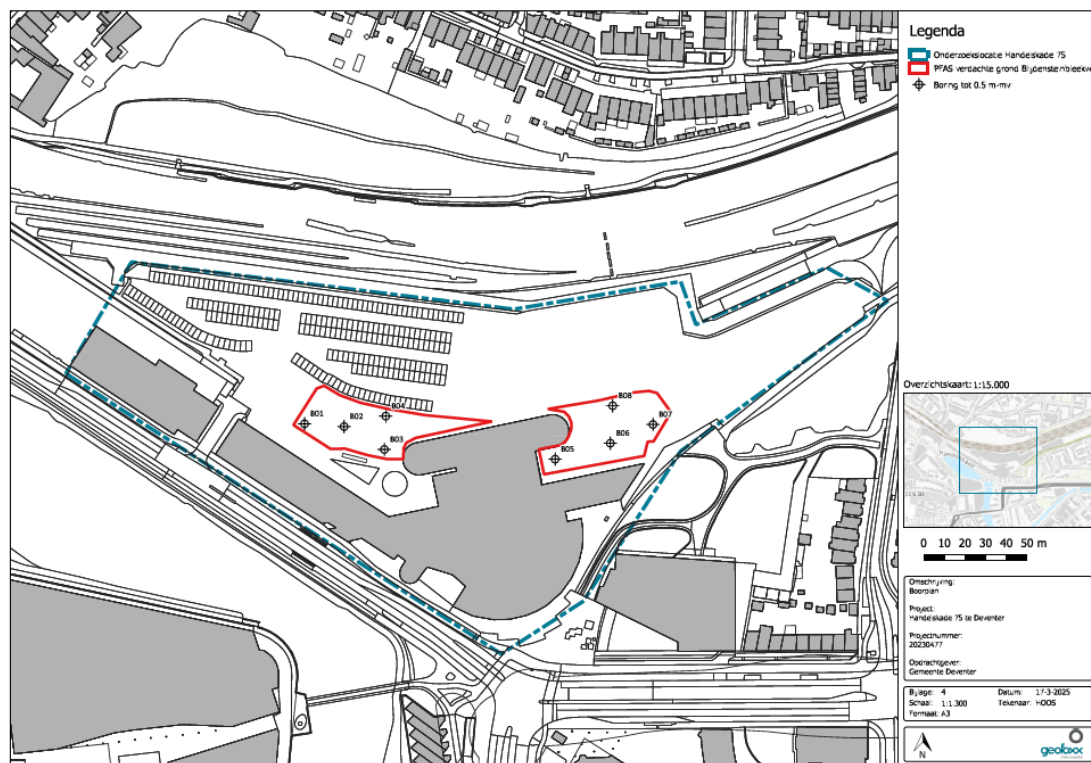 Legenda
Onderzoekslocatie Handelskade 75
PFAS verdachte grond
Boring tot 0.5 m-mv
B01
B02
B04
B03
B08
B07
B06
B05
Overzichtskaart: 1:15.000
0 10 20 30 40 50 m
Omschrijving:
Boorplan
Project:
Handelskade 75 te Deventer
Projectnummer:
20230477
Opdrachtgever:
Gemeente Deventer
Bijlage: 4 Datum: 17-3-2025
Schaal: 1:1.300 Tekenaar: HOOS
Formaat: A3
N
geofoxx